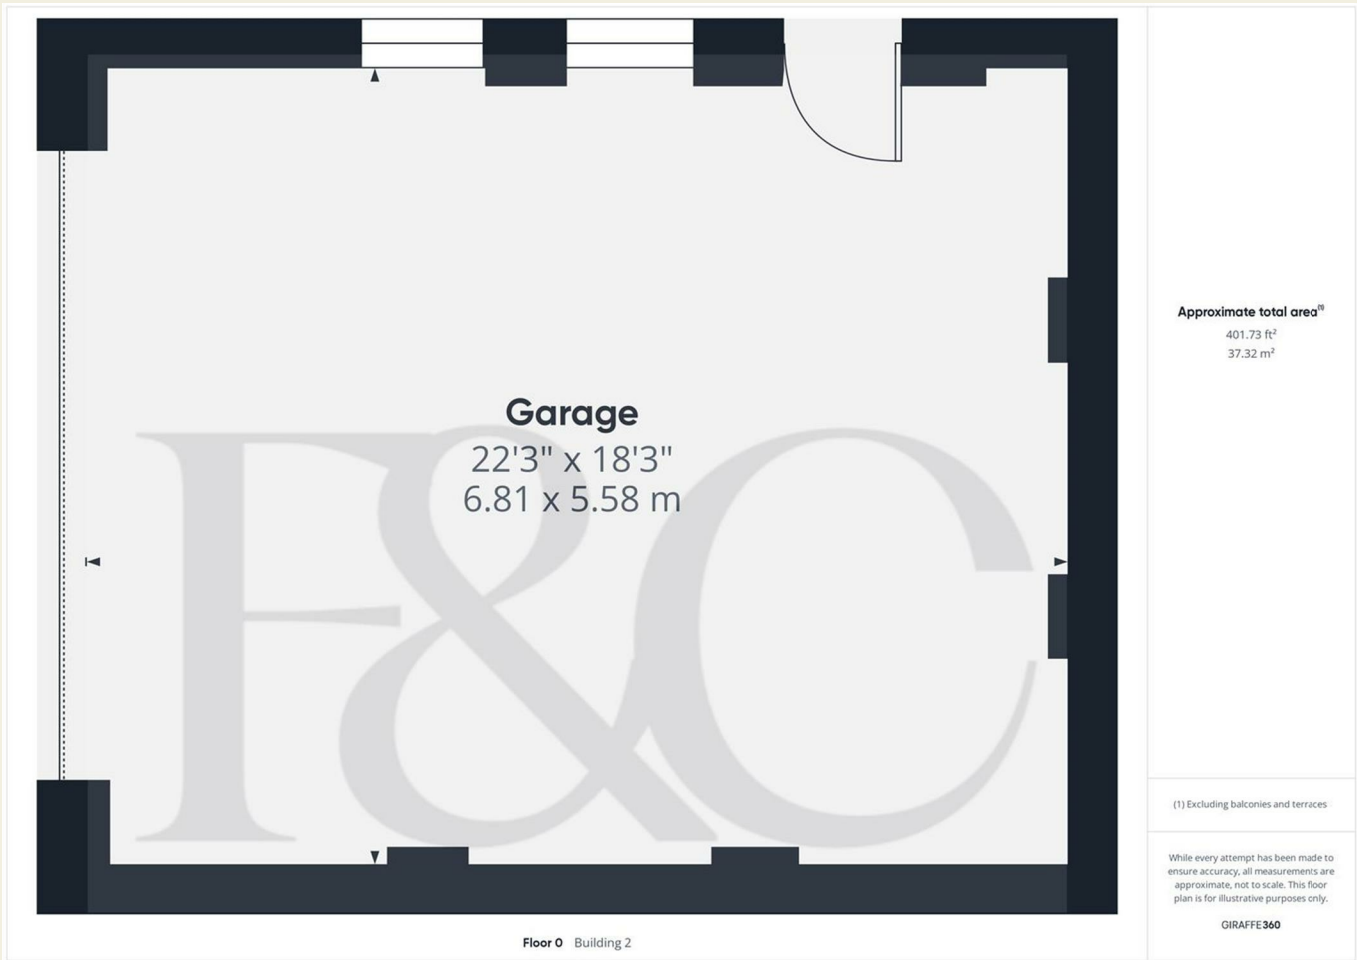 Garage
22'3" x 18'3"
6.81 x 5.58 m
F&C
Floor 0 Building 2
Approximate total area(1)
401.73 ft²
37.32 m²
(1) Excluding balconies and terraces
While every attempt has been made to
ensure accuracy, all measurements are
approximate, not to scale. This floor
plan is for illustrative purposes only.
GIRAFFE360